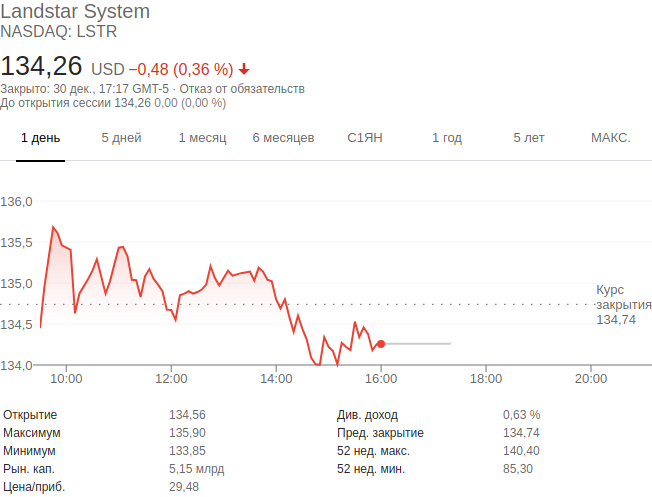 Landstar System
NASDAQ: LSTR
134,26 USD −0,48 (0,36 %)
Закрыто: 30 дек., 17:17 GMT-5 · Отказ от обязательств
До открытия сессии 134,26 0,00 (0,00 %)
1 день 5 дней 1 месяц 6 месяцев С1ЯН 1 год 5 лет МАКС.
136,0
135,5
135,0
134,5
134,0
Курс
закрытия
134,74
10:00 12:00 14:00 16:00 18:00 20:00
Открытие 134,56 Див. доход 0,63 %
Максимум 135,90 Пред. закрытие 134,74
Минимум 133,85 52 нед. макс. 140,40
Рын. кап. 5,15 млрд 52 нед. мин. 85,30
Цена/приб. 29,48